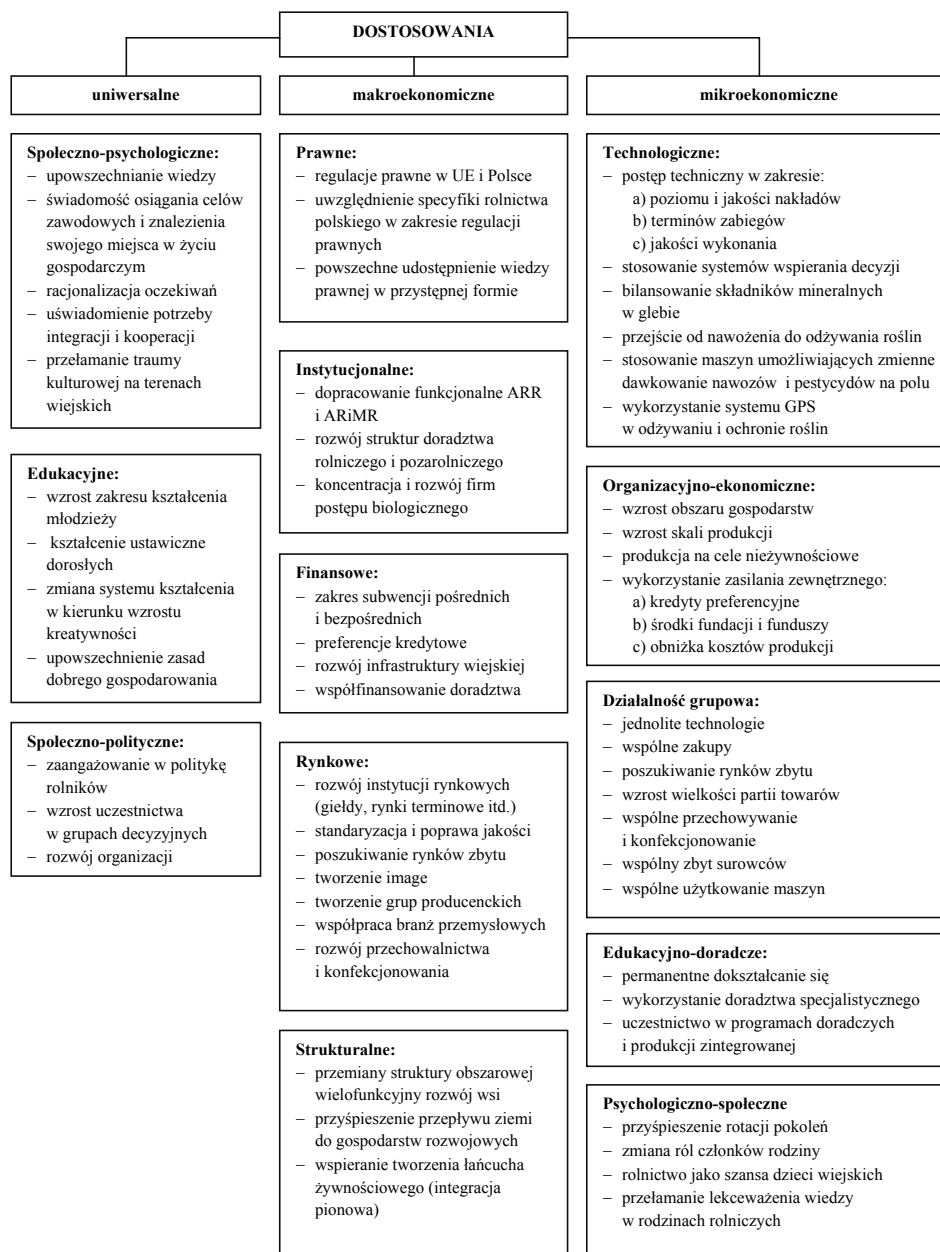 DOSTOSOWANIA
uniwersalne
Społeczno-psychologiczne:
– upowszechnianie wiedzy
– świadomość osiągania celów
zawodowych i znalezienia
swojego miejsca w życiu
gospodarczym
– racjonalizacja oczekiwań
– uświadomienie potrzeby
integracji i kooperacji
– przełamanie traumy
kulturowej na terenach
wiejskich
Edukacyjne:
– wzrost zakresu kształcenia
młodzieży
– kształcenie ustawiczne
dorosłych
– zmiana systemu kształcenia
w kierunku wzrostu
kreatywności
– upowszechnienie zasad
dobrego gospodarowania
Społeczno-polityczne:
– zaangażowanie w politykę
rolników
– wzrost uczestnictwa
w grupach decyzyjnych
– rozwój organizacji
makroekonomiczne
Prawne:
– regulacje prawne w UE i Polsce
– uwzględnienie specyfiki rolnictwa
polskiego w zakresie regulacji
prawnych
– powszechne udostępnienie wiedzy
prawnej w przystępnej formie
Instytucjonalne:
– dopracowanie funkcjonalne ARR
i ARiMR
– rozwój struktur doradztwa
rolniczego i pozarolniczego
– koncentracja i rozwój firm
postępu biologicznego
Finansowe:
– zakres subwencji pośrednich
i bezpośrednich
– preferencje kredytowe
– rozwój infrastruktury wiejskiej
– współfinansowanie doradztwa
Rynkowe:
– rozwój instytucji rynkowych
(giełdy, rynki terminowe itd.)
– standaryzacja i poprawa jakości
– poszukiwanie rynków zbytu
– tworzenie image
– tworzenie grup producenckich
– współpraca branż przemysłowych
– rozwój przechowalnictwa
i konfekcjonowania
Strukturalne:
– przemiany struktury obszarowej
wielofunkcyjny rozwój wsi
– przyśpieszenie przepływu ziemi
do gospodarstw rozwojowych
– wspieranie tworzenia łańcucha
żywnościowego (integracja
pionowa)
mikroekonomiczne
Technologiczne:
– postęp techniczny w zakresie:
a) poziomu i jakości nakładów
b) terminów zabiegów
c) jakości wykonania
– stosowanie systemów wspierania decyzji
– bilansowanie składników mineralnych
w glebie
– przejście od nawożenia do odżywania roślin
– stosowanie maszyn umożliwiających zmienne
dawkowanie nawozów i pestycydów na polu
– wykorzystanie systemu GPS
w odżywaniu i ochronie roślin
Organizacyjno-ekonomiczne:
– wzrost obszaru gospodarstw
– wzrost skali produkcji
– produkcja na cele nieżywnościowe
– wykorzystanie zasilania zewnętrznego:
a) kredyty preferencyjne
b) środki fundacji i funduszy
c) obniżka kosztów produkcji
Działalność grupowa:
– jednolite technologie
– wspólne zakupy
– poszukiwanie rynków zbytu
– wzrost wielkości partii towarów
– wspólne przechowywanie
i konfekcjonowanie
– wspólny zbyt surowców
– wspólne użytkowanie maszyn
Edukacyjno-doradcze:
– permanentne dokształcanie się
– wykorzystanie doradztwa specjalistycznego
– uczestnictwo w programach doradczych
i produkcji zintegrowanej
Psychologiczno-społeczne
– przyśpieszenie rotacji pokoleń
– zmiana ról członków rodziny
– rolnictwo jako szansa dzieci wiejskich
– przełamanie lekceważenia wiedzy
w rodzinach rolniczych